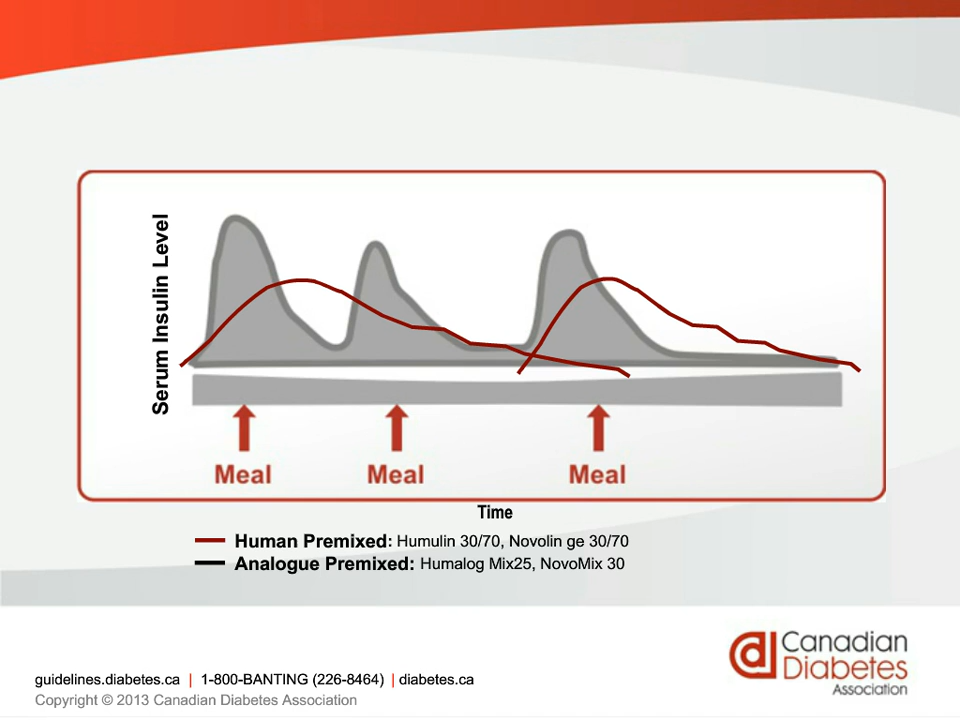 Serum Insulin Level
Meal Meal Meal
Time
Human Premixed: Humulin 30/70, Novolin ge 30/70
Analogue Premixed: Humalog Mix25, NovoMix 30
Canadian
Diabetes
Association
guidelines.diabetes.ca | 1-800-BANTING (226-8464) | diabetes.ca
Copyright © 2013 Canadian Diabetes Association